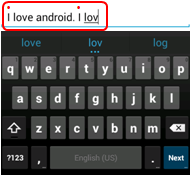 I love android. I lov
love lov log
q w e r t y u i o p
a s d f g h j k l
z x c v b n m
?123 , English (US) . Next